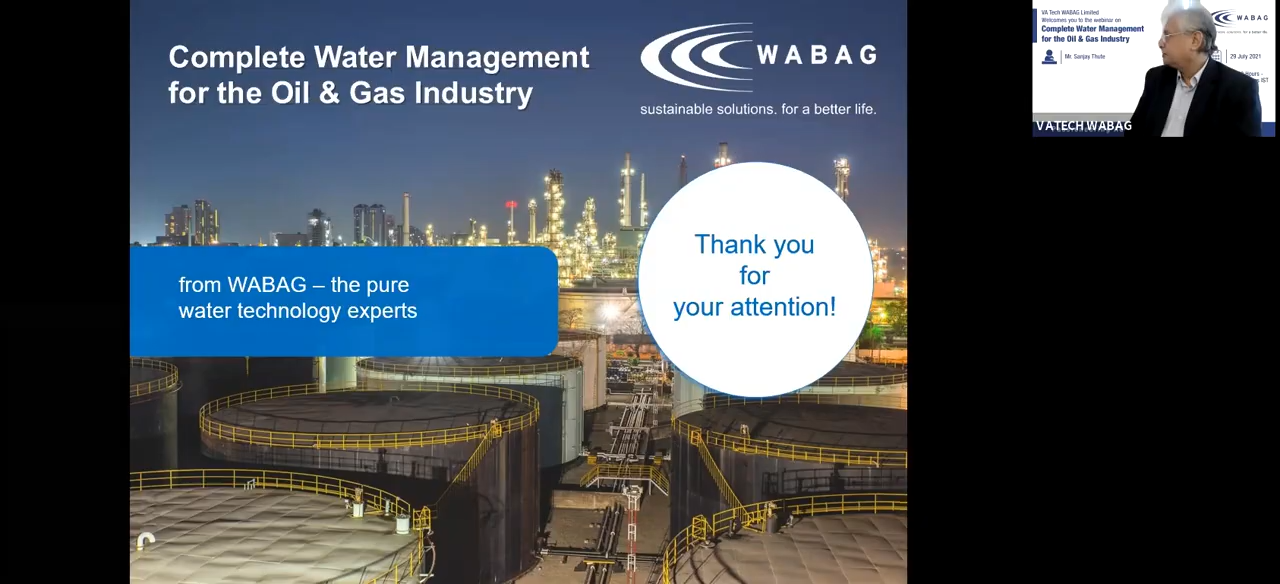 Complete Water Management
for the Oil & Gas Industry
WABAG
sustainable solutions. for a better life.
from WABAG – the pure
water technology experts
Thank you
for
your attention!
VA Tech WABAG Limited
Welcomes you to the webinar on
Complete Water Management
for the Oil & Gas Industry
Mr. Sanjay Thute
WABAG
29 July 2021
Hours -
IST
VATECH WABAG